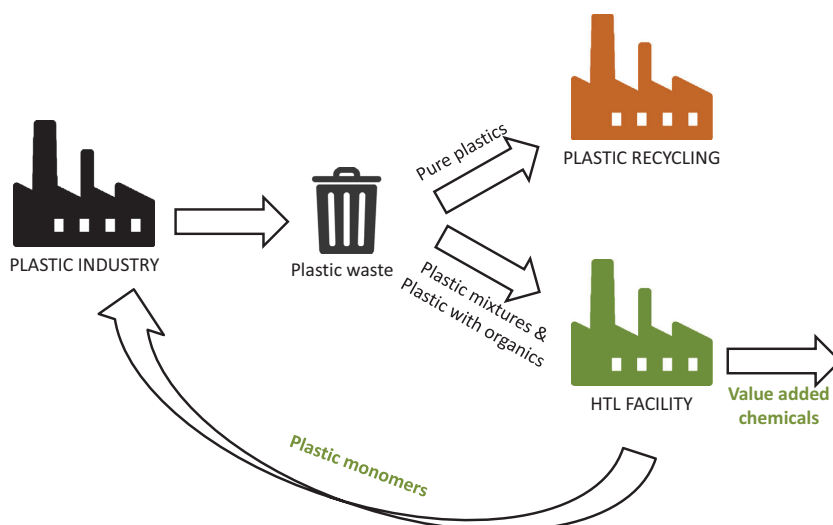 Pure plastics
PLASTIC RECYCLING
PLASTIC INDUSTRY
Plastic waste
Plastic mixtures &
Plastic with organics
HTL FACILITY
Value added
chemicals
Plastic monomers